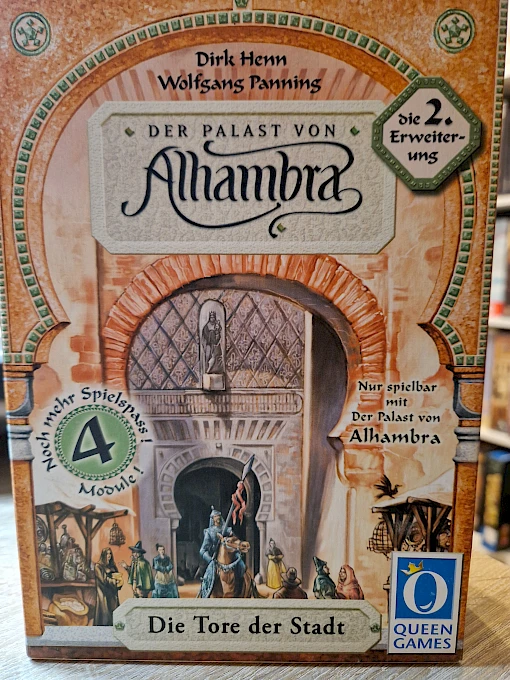 Dirk Henn
Wolfgang Panning
DER PALAST VON
Alhambra
die 2.
Erweiter-
ung
Noch mehr Spielspass!
4
Module!
Nur spielbar
mit
Der Palast von
Alhambra
Die Tore der Stadt
Q
QUEEN
GAMES